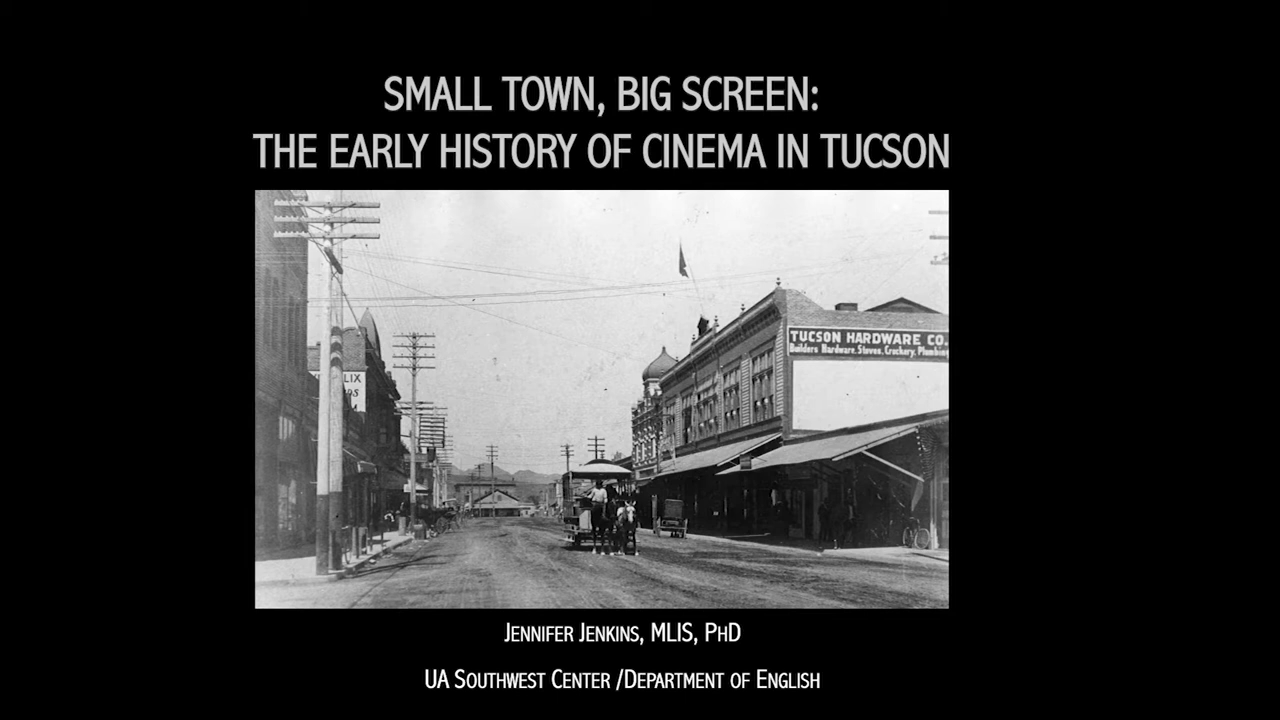 SMALL TOWN, BIG SCREEN:
THE EARLY HISTORY OF CINEMA IN TUCSON
LIX
TUCSON HARDWARE CO.
Builders Hardware, Stoves, Crockery, Plumbing
JENNIFER JENKINS, MLIS, PHD
UA SOUTHWEST CENTER /DEPARTMENT OF ENGLISH